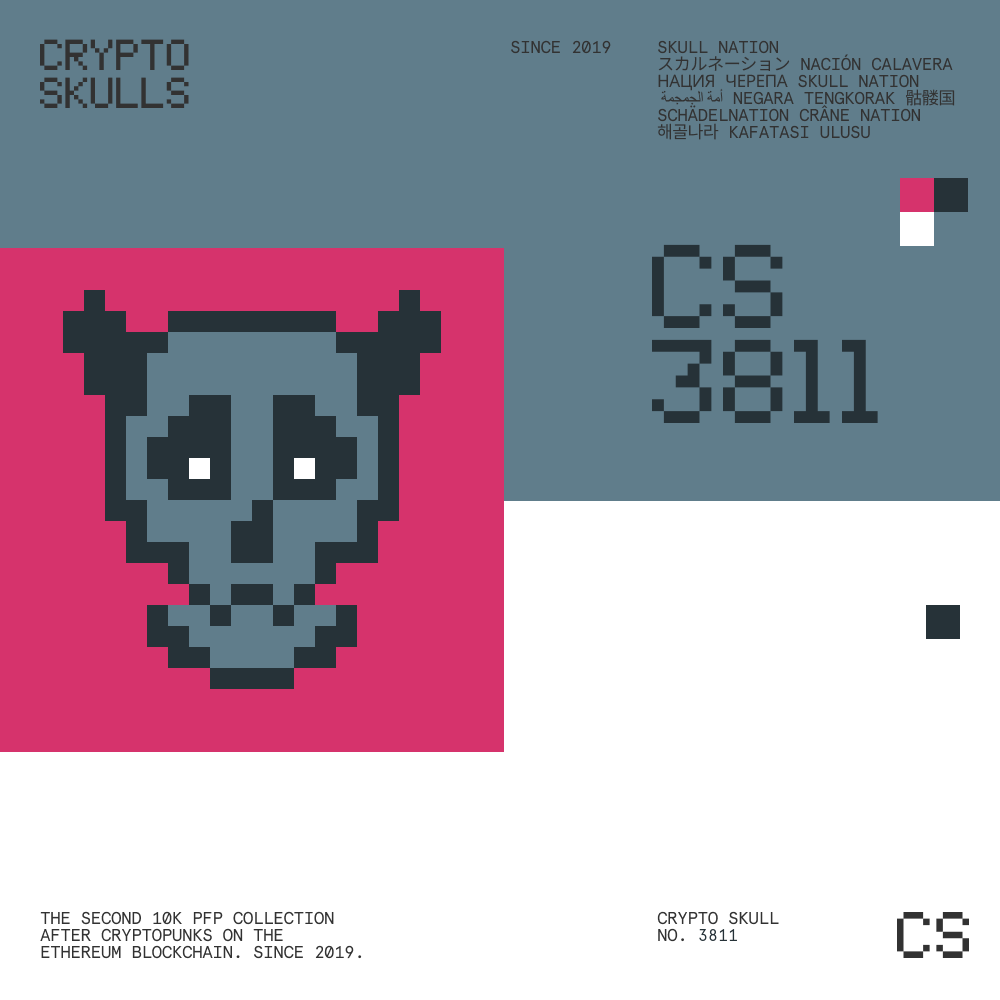 CRYPTO
SKULLS
SINCE 2019
SKULL NATION
スカルネーション NACIÓN CALAVERA
НАЦИЯ ЧЕРЕПА SKULL NATION
أمة الجمجمة NEGARA TENGKORAK 骷髅国
SCHÄDELNATION CRÂNE NATION
해골나라 KAFATASI ULUSU
CS
3811
THE SECOND 10K PFP COLLECTION
AFTER CRYPTOPUNKS ON THE
ETHEREUM BLOCKCHAIN. SINCE 2019.
CRYPTO SKULL
NO. 3811
CS